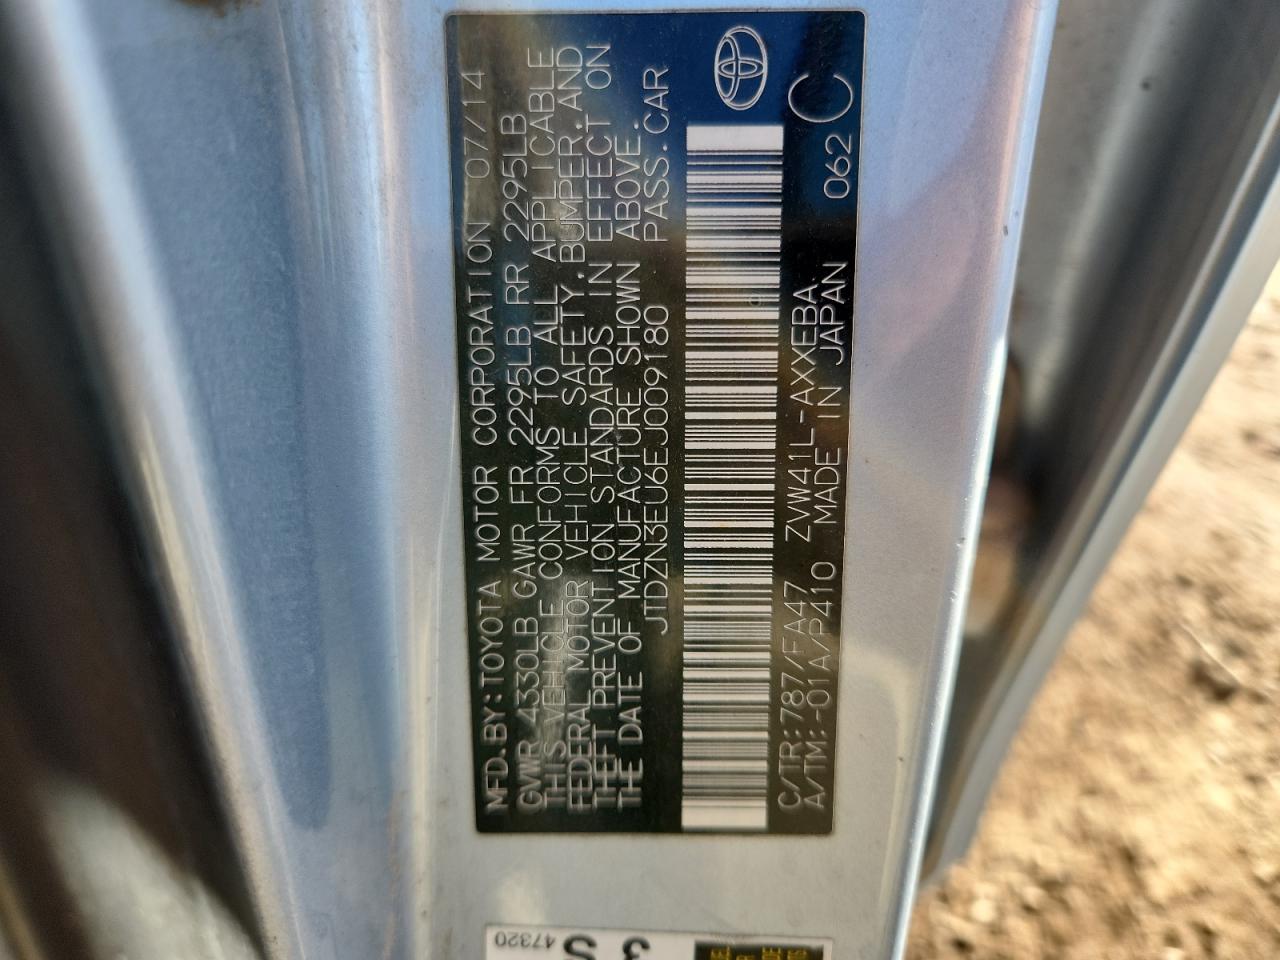 MFD.BY:TOYOTA MOTOR CORPORATION 07/14
GVWR 4330LB GAWR FR 2295LB RR 2295LB
THIS VEHICLE CONFORMS TO ALL APPLICABLE
FEDERAL MOTOR VEHICLE SAFETY,BUMPER,AND
THEFT PREVENTION STANDARDS IN EFFECT ON
THE DATE OF MANUFACTURE SHOWN ABOVE.
JTDZN3EU6EJ009180 PASS.CAR
C/TR:787/FA47 ZVW41L-AXXEBA 062 C
A/TM:-01A/P410 MADE IN JAPAN
47320
3 S